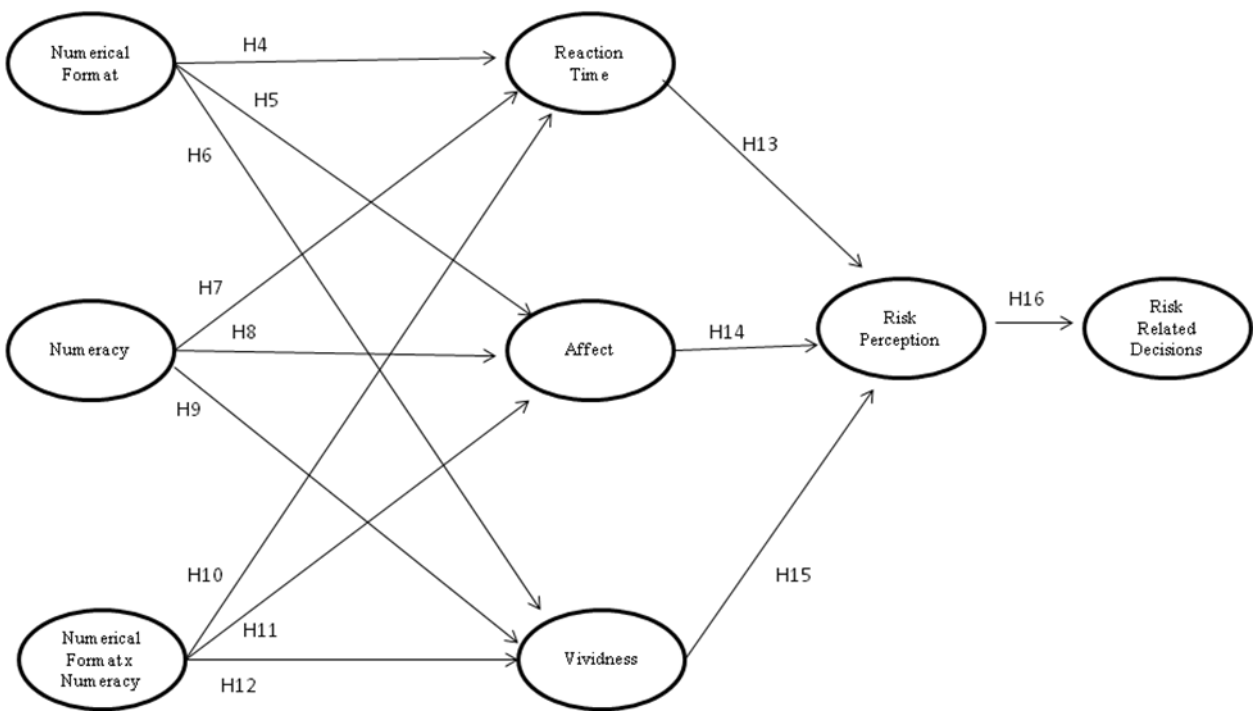 Numerical
Format
H4
Reaction
Time
H5
H6
H13
H7
H8
Numeracy
Affect
H14
Risk
Perception
H16
Risk
Related
Decisions
H9
H10
H15
H11
Numerical
Formatx
Numeracy
H12
Vividness